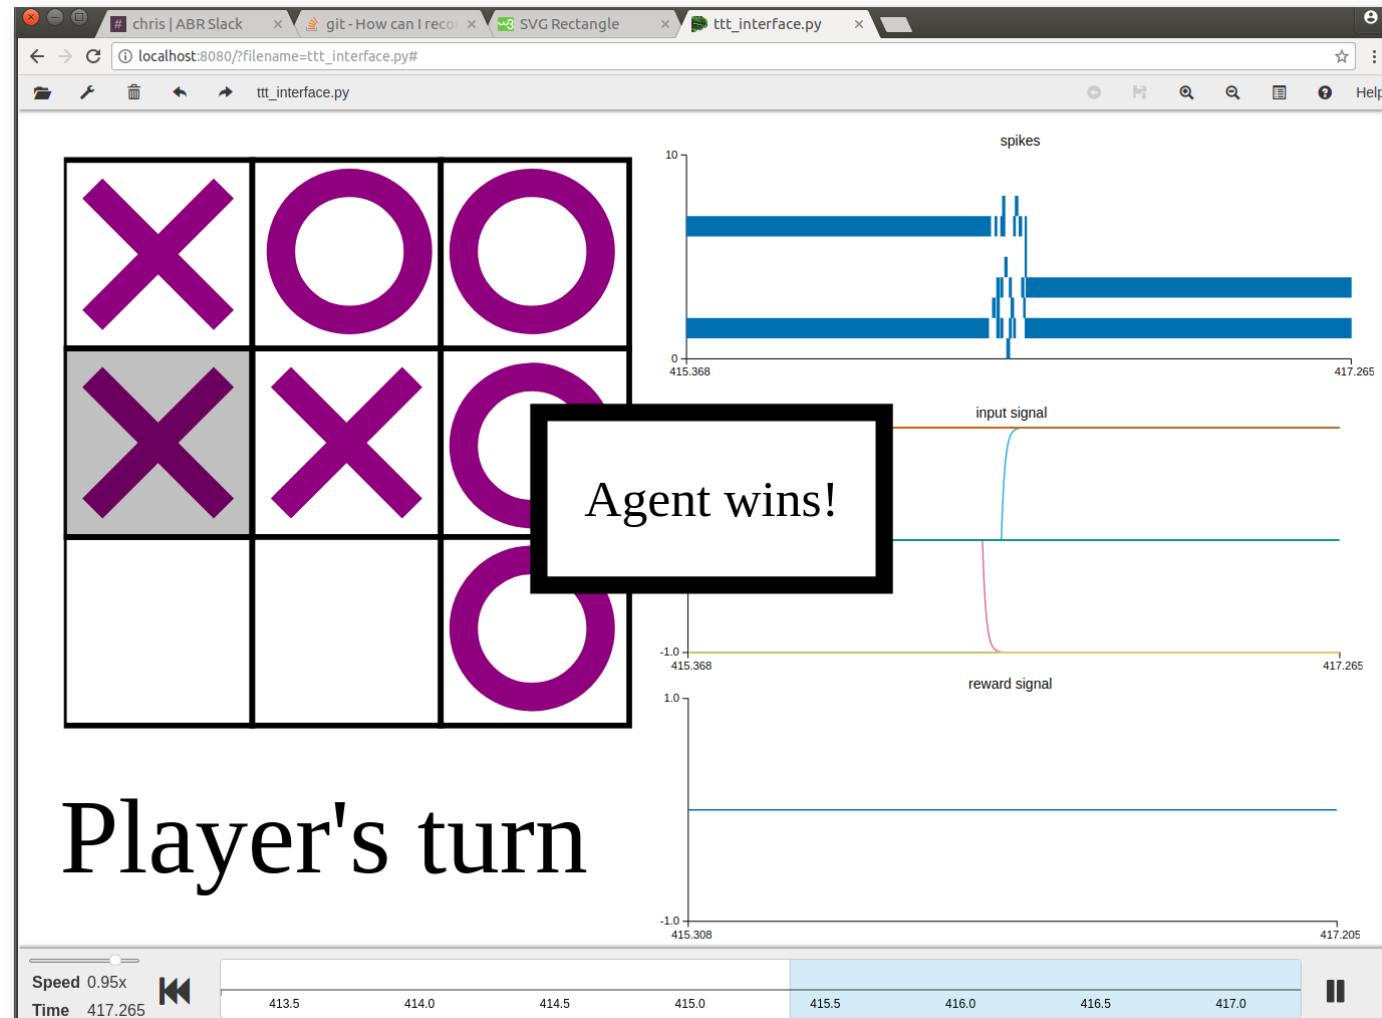 chris | ABR Slack
git - How can I reco
SVG Rectangle
ttt_interface.py
localhost:8080/?filename=ttt_interface.py#
ttt_interface.py
Help
spikes
10
0
415.368 417.265
input signal
Agent wins!
-1.0
415.368 417.265
reward signal
1.0
-1.0
415.308 417.205
Player's turn
Speed 0.95x
Time 417.265
413.5 414.0 414.5 415.0 415.5 416.0 416.5 417.0